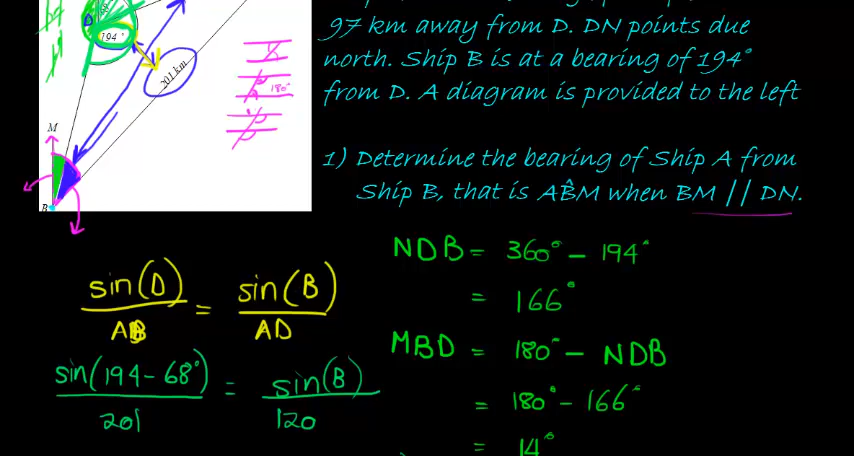 97 km away from D. DN points due
north. Ship B is at a bearing of 194°
from D. A diagram is provided to the left
1) Determine the bearing of Ship A from
Ship B, that is AB̂M when BM // DN.
D
194°
201 km
180°
M
B
sin(D) / AB = sin(B) / AD
sin(194-68°) / 201 = sin(B) / 120
NDB = 360° - 194°
= 166°
MBD = 180° - NDB
= 180° - 166°
= 14°